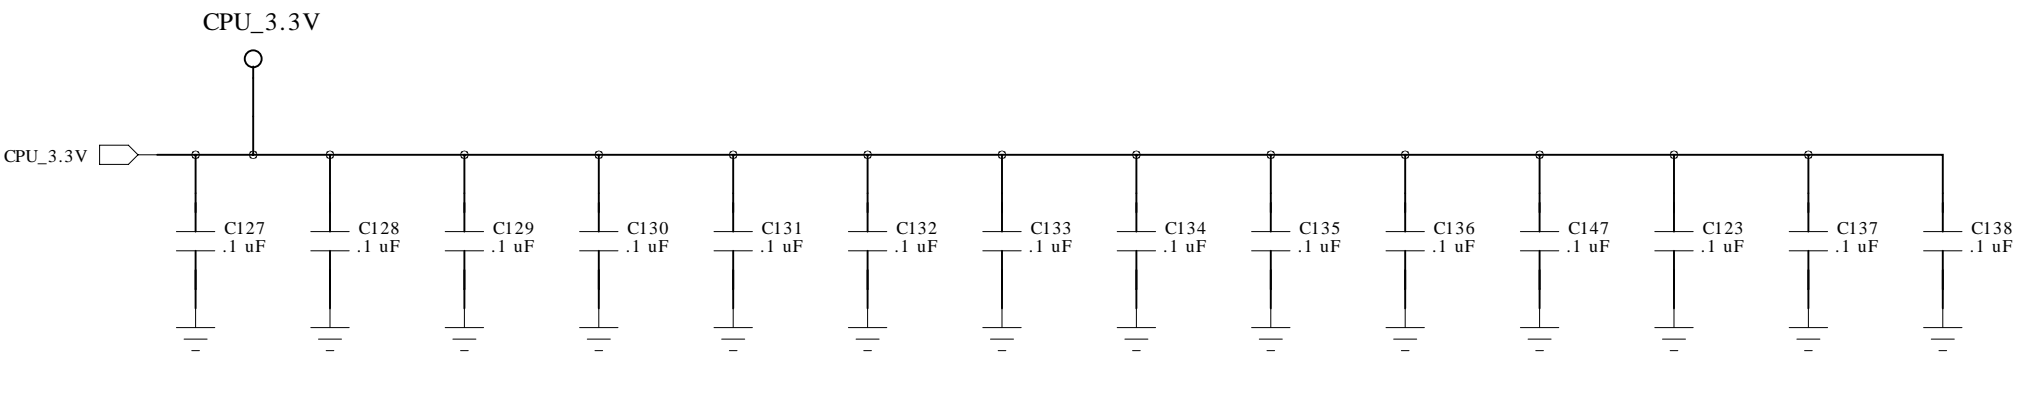 CPU_3.3V
CPU_3.3V
C127
.1 uF
C128
.1 uF
C129
.1 uF
C130
.1 uF
C131
.1 uF
C132
.1 uF
C133
.1 uF
C134
.1 uF
C135
.1 uF
C136
.1 uF
C147
.1 uF
C123
.1 uF
C137
.1 uF
C138
.1 uF